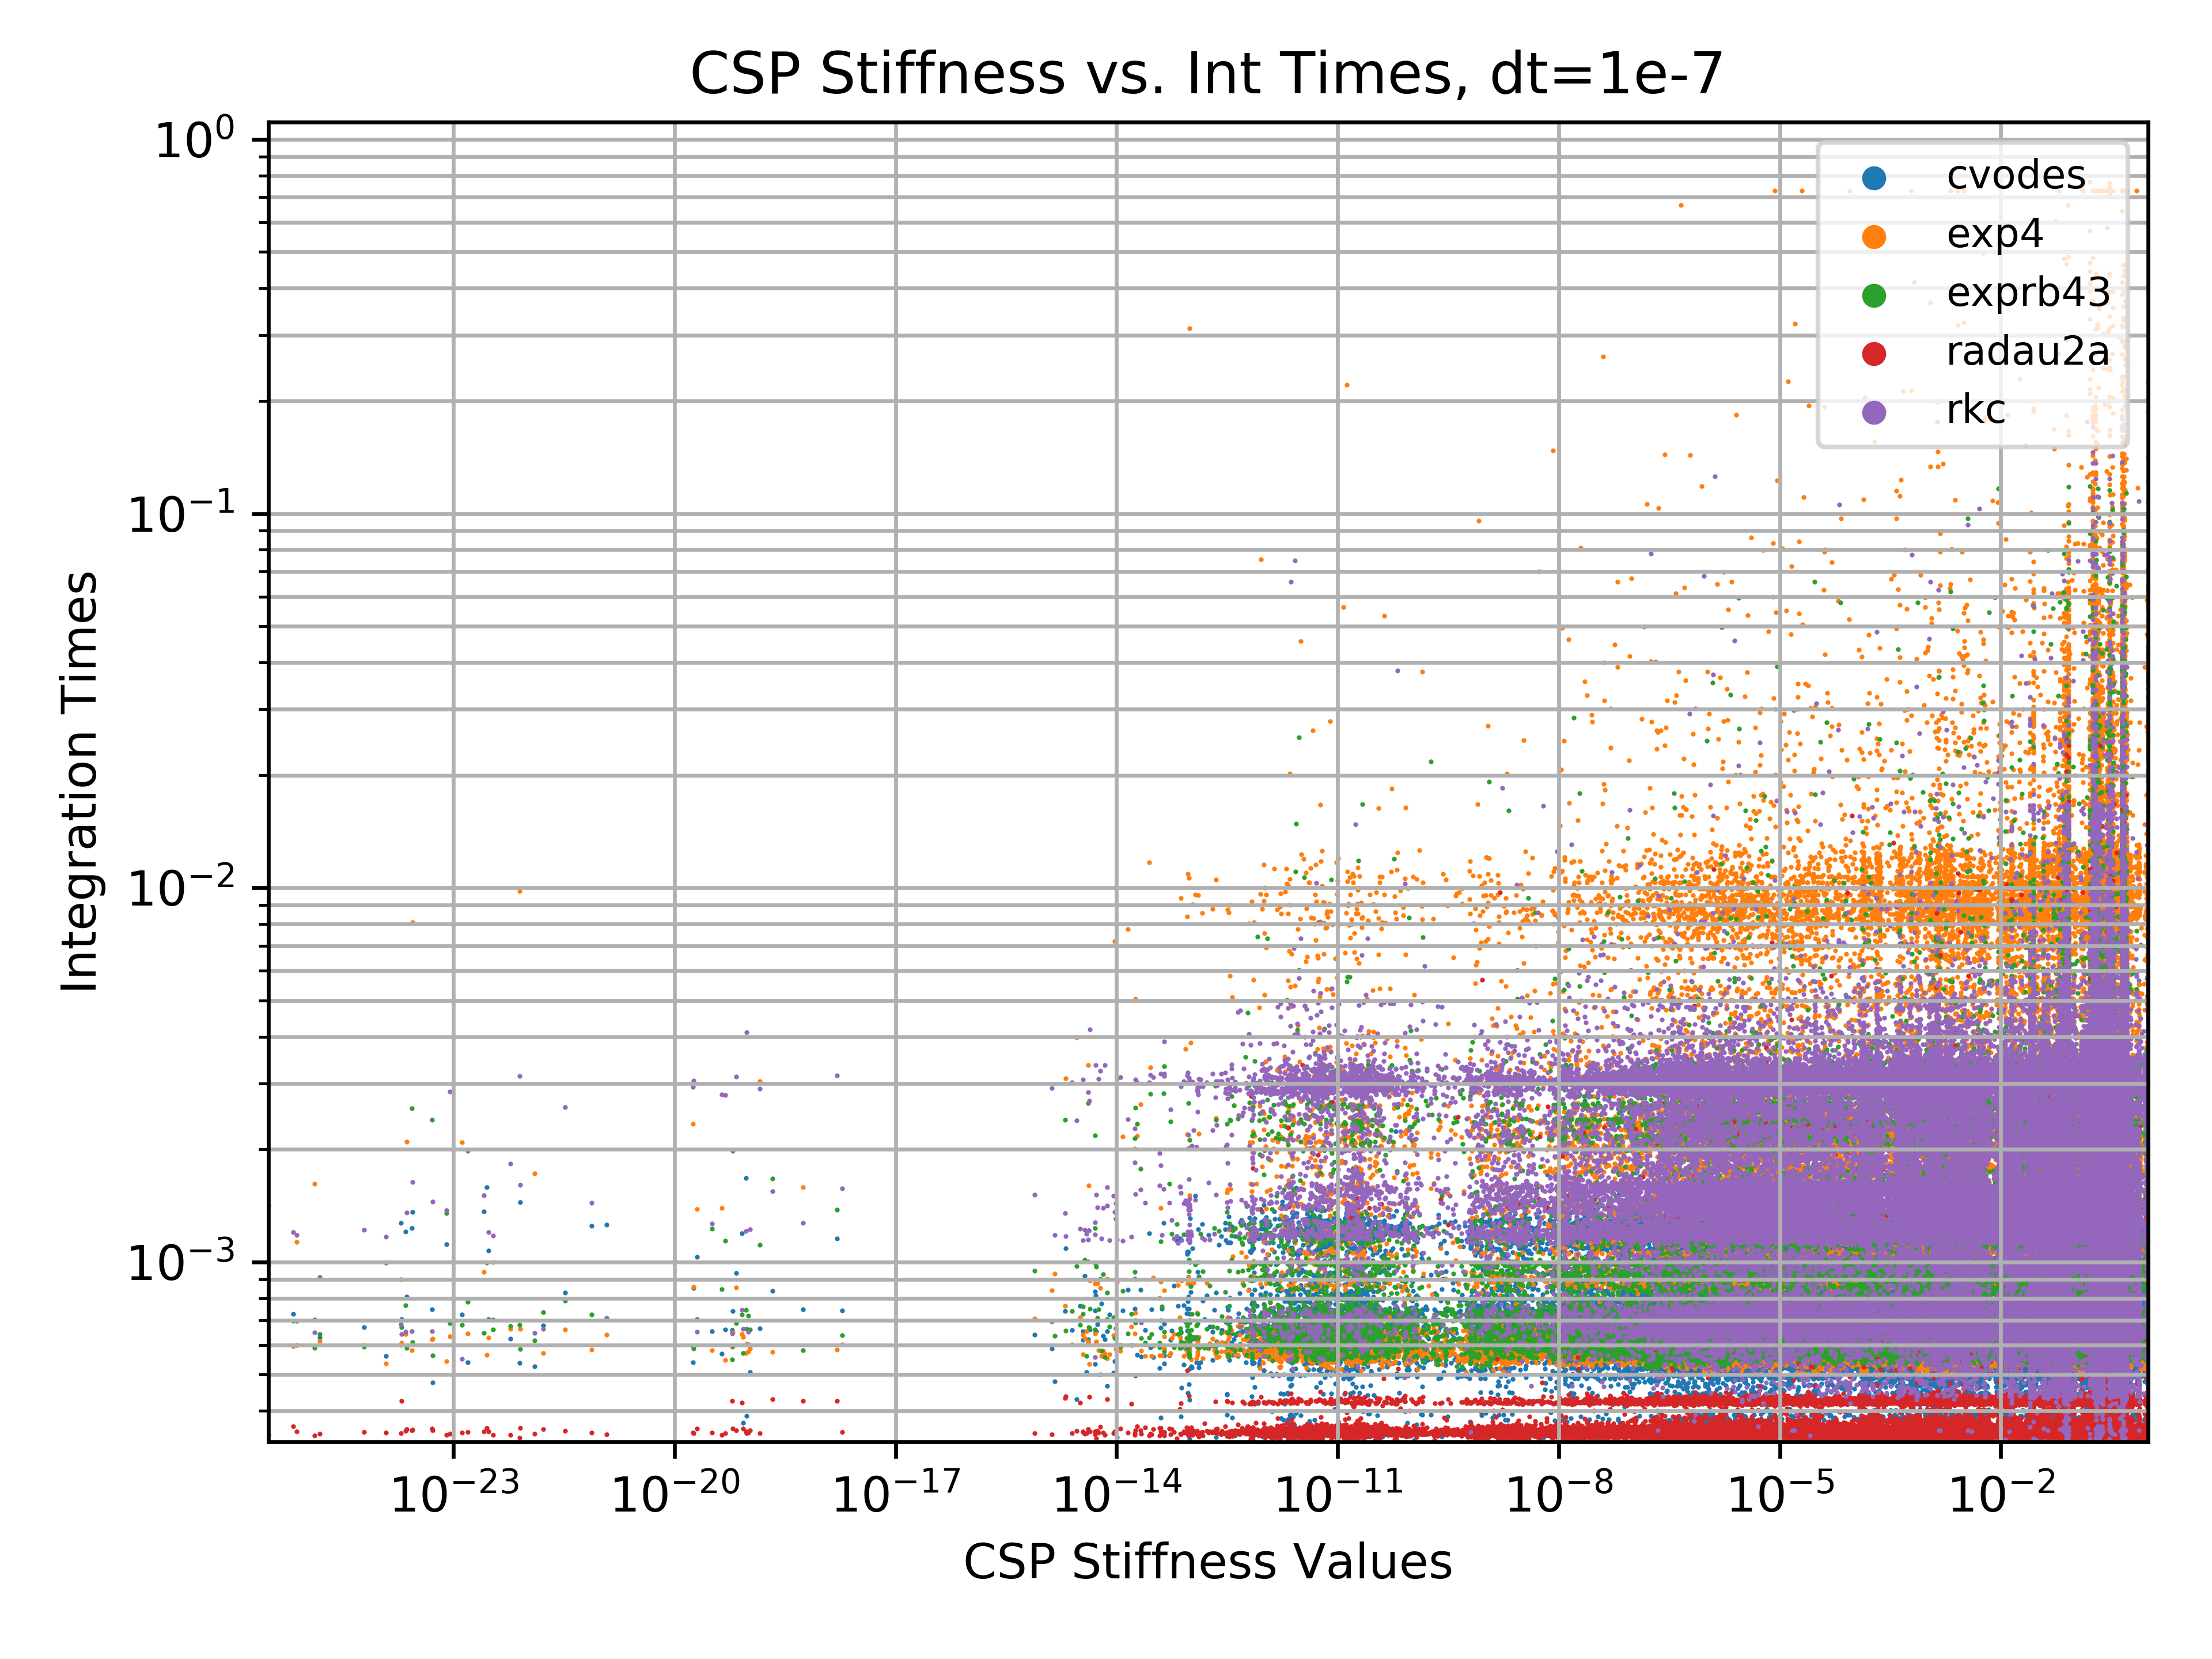 CSP Stiffness vs. Int Times, dt=1e-7
10⁰
10⁻¹
10⁻²
10⁻³
Integration Times
cvodes
exp4
exprb43
radau2a
rkc
10⁻²³ 10⁻²⁰ 10⁻¹⁷ 10⁻¹⁴ 10⁻¹¹ 10⁻⁸ 10⁻⁵ 10⁻²
CSP Stiffness Values